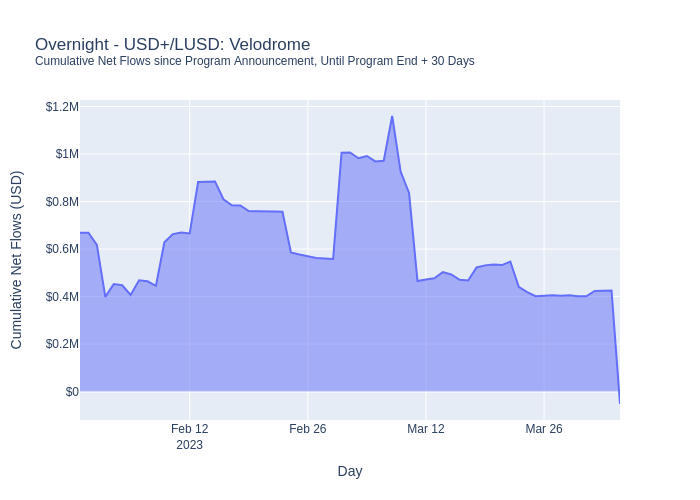 Overnight - USD+/LUSD: Velodrome
Cumulative Net Flows since Program Announcement, Until Program End + 30 Days
Cumulative Net Flows (USD)
$1.2M
$1M
$0.8M
$0.6M
$0.4M
$0.2M
$0
Feb 12
2023
Feb 26
Mar 12
Mar 26
Day